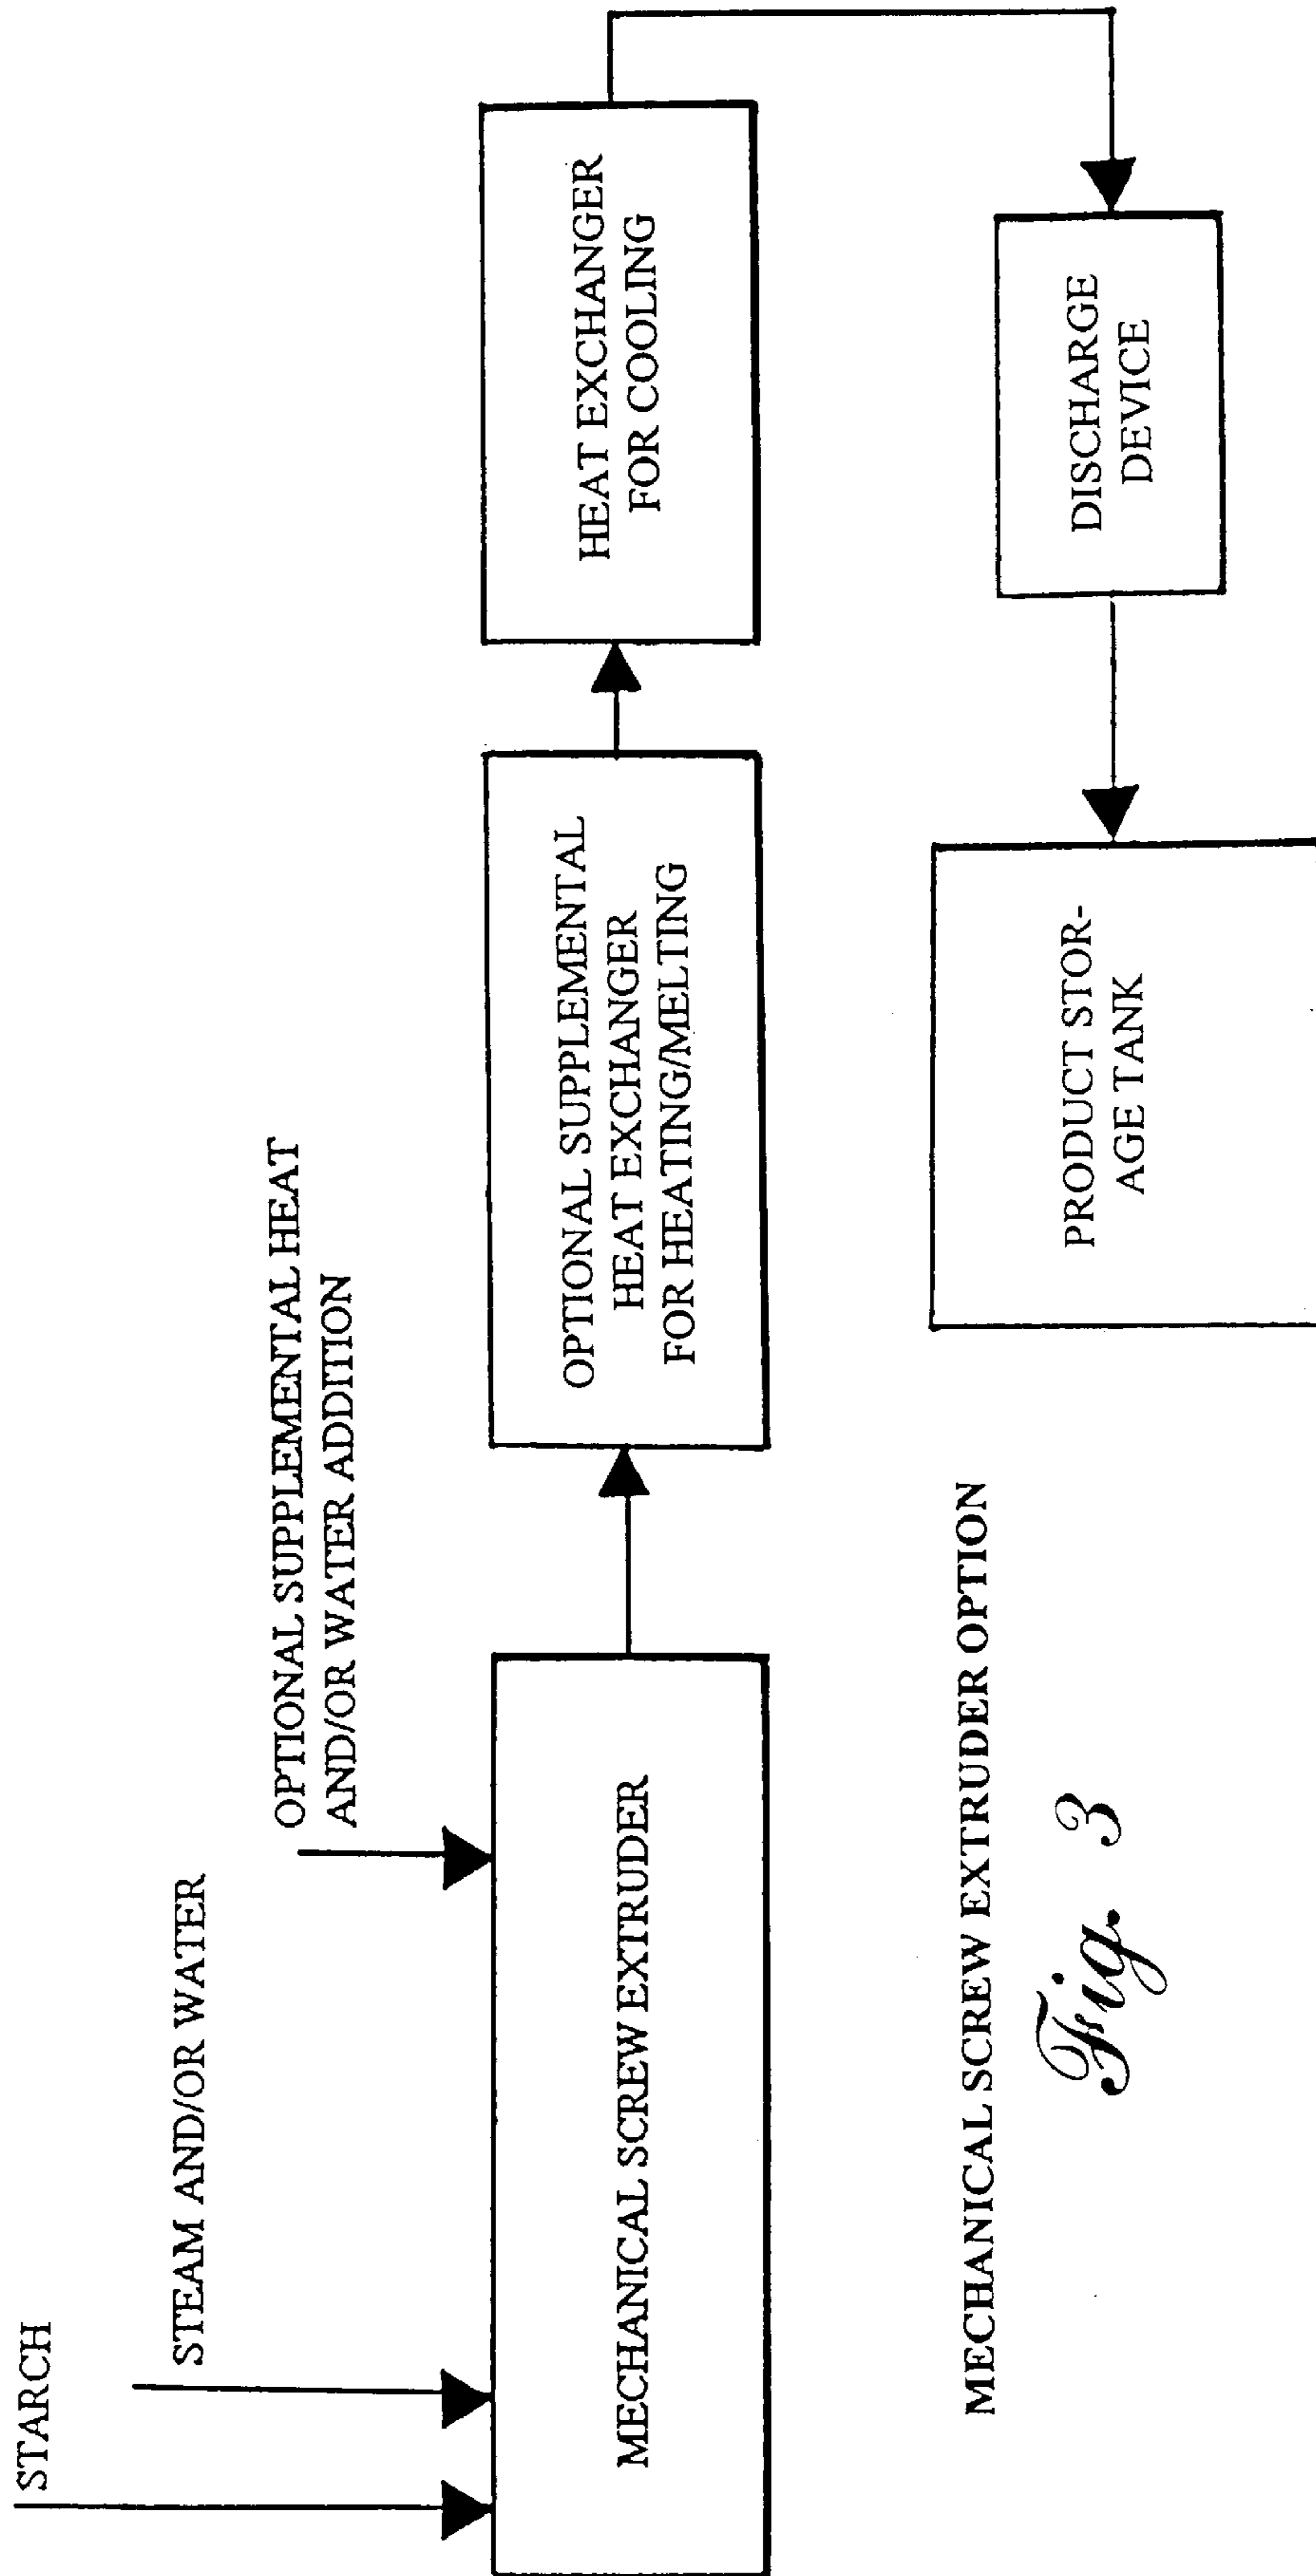 STARCH
STEAM AND/OR WATER
OPTIONAL SUPPLEMENTAL HEAT
AND/OR WATER ADDITION
MECHANICAL SCREW EXTRUDER
OPTIONAL SUPPLEMENTAL
HEAT EXCHANGER
FOR HEATING/MELTING
HEAT EXCHANGER
FOR COOLING
DISCHARGE
DEVICE
PRODUCT STOR-
AGE TANK
MECHANICAL SCREW EXTRUDER OPTION
Fig. 3